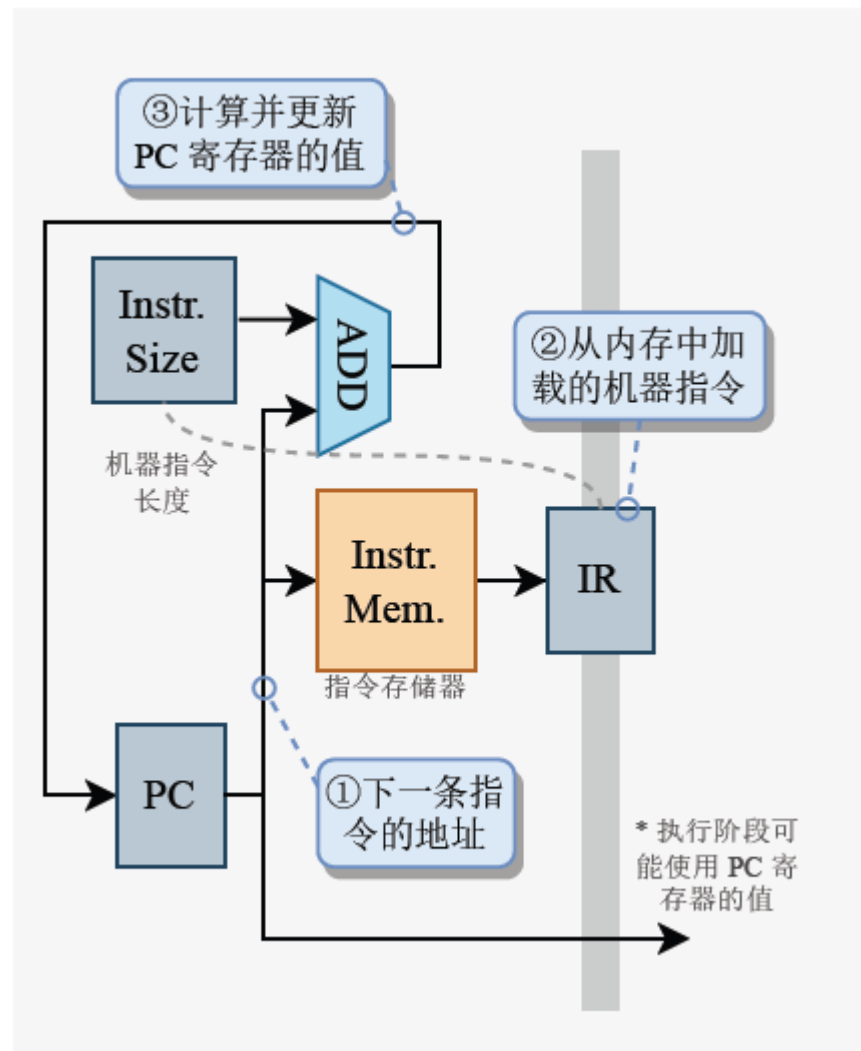 ③计算并更新
PC 寄存器的值
Instr.
Size
ADD
②从内存中加
载的机器指令
机器指令
长度
Instr.
Mem.
IR
指令存储器
PC
①下一条指
令的地址
* 执行阶段可
能使用 PC 寄
存器的值